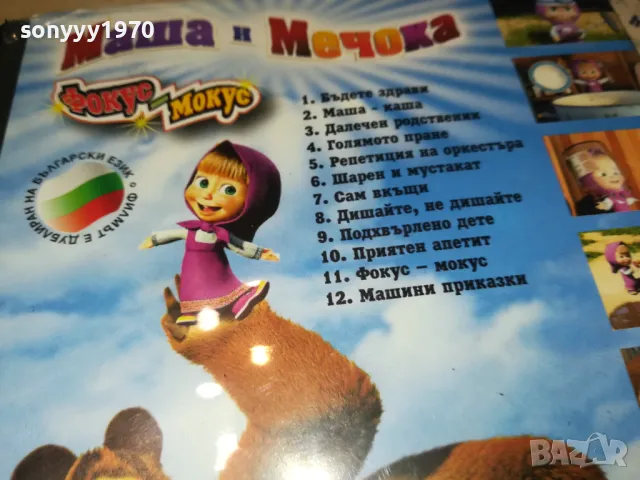 sonyyy1970
Маша и Мечока
Фокус - мокус
ФИЛМЪТ Е ДУБЛИРАН НА БЪЛГАРСКИ ЕЗИК
1. Бъдете здрави
2. Маша - каша
3. Далечен родственик
4. Голямото пране
5. Репетиция на оркестъра
6. Шарен и мустакат
7. Сам вкъщи
8. Дишайте, не дишайте
9. Подхвърлено дете
10. Приятен апетит
11. Фокус – мокус
12. Машини приказки
BAZAR